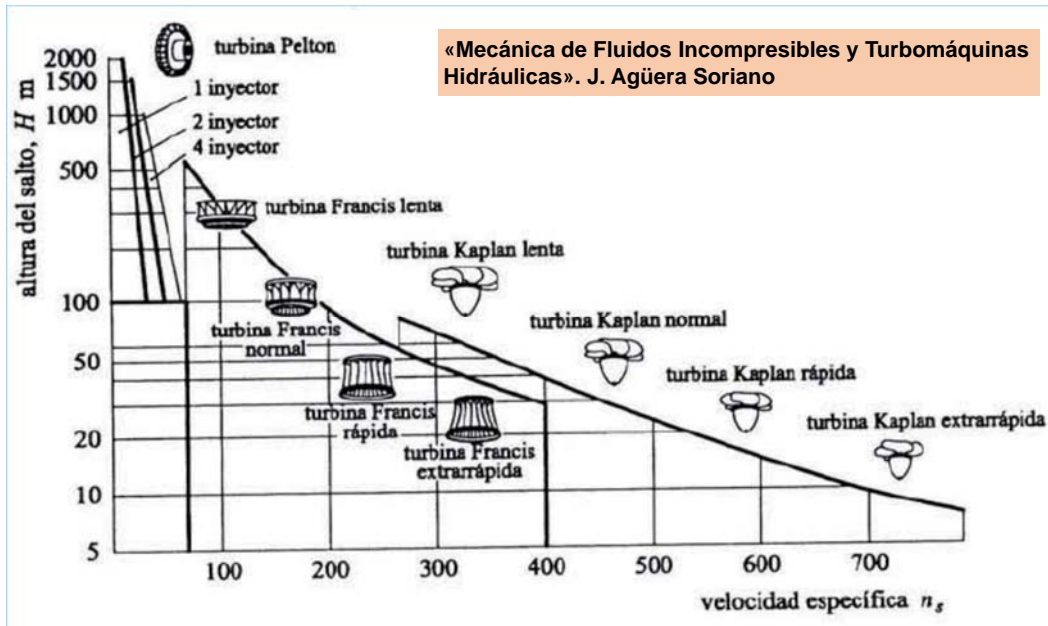 «Mecánica de Fluidos Incompresibles y Turbomáquinas
Hidráulicas». J. Agüera Soriano
turbina Pelton
1 inyector
2 inyector
4 inyector
altura del salto, H m
2000
1500
1000
500
100
50
20
10
5
turbina Francis lenta
turbina Francis
normal
turbina Francis
rápida
turbina Francis
extrarrápida
turbina Kaplan lenta
turbina Kaplan normal
turbina Kaplan rápida
turbina Kaplan extrarrápida
100 200 300 400 500 600 700
velocidad específica nₛ